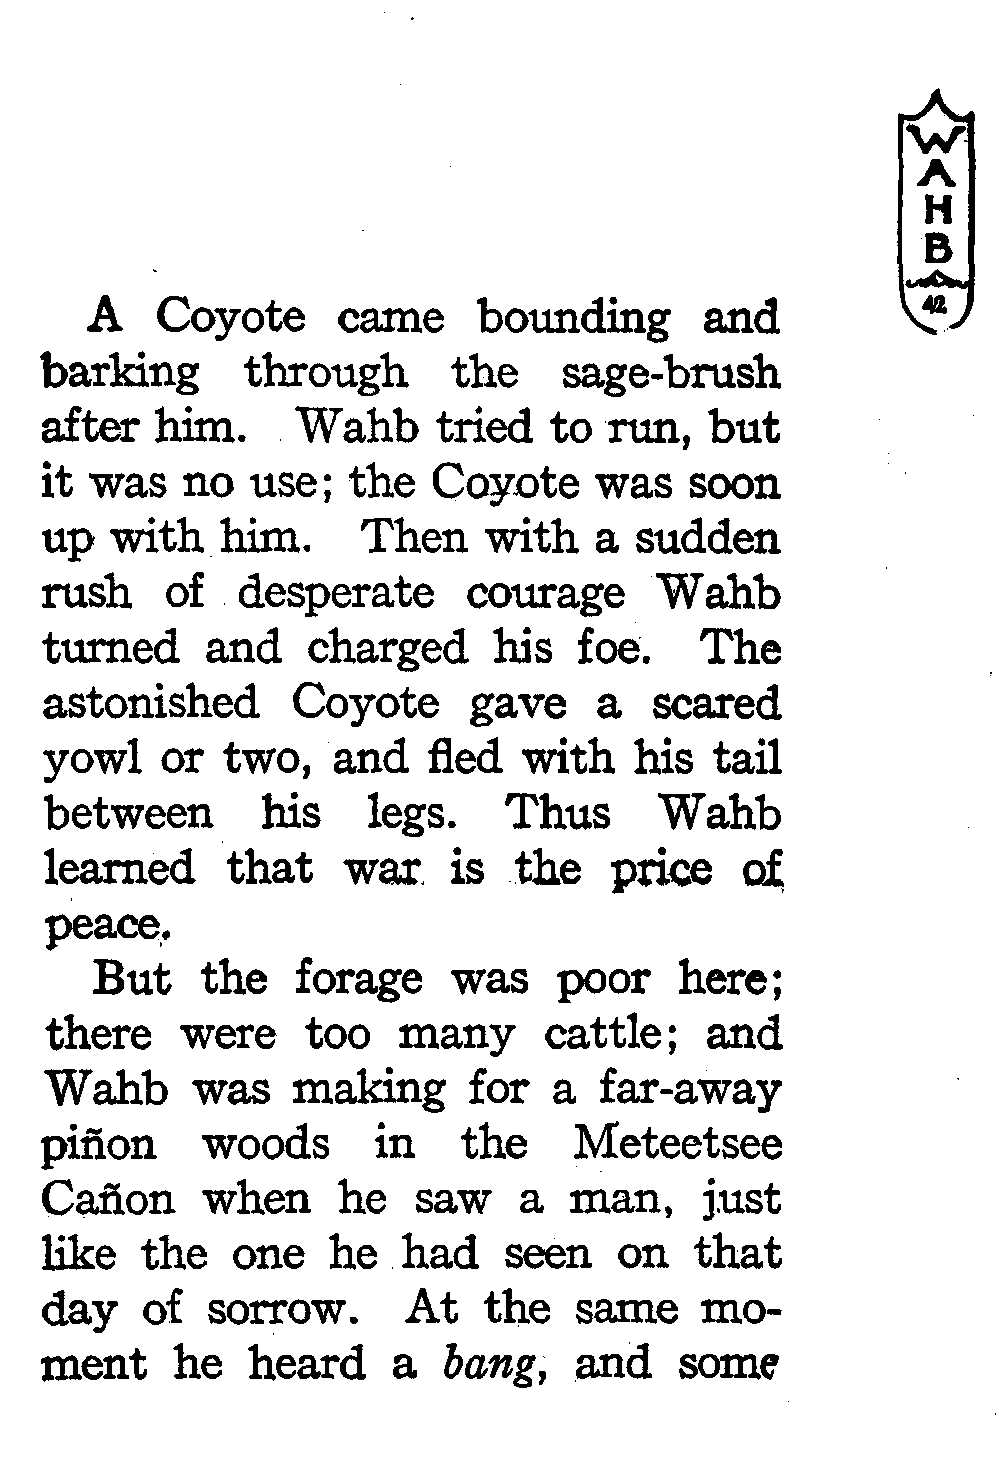 WAHB
42
A Coyote came bounding and
barking through the sage-brush
after him. Wahb tried to run, but
it was no use; the Coyote was soon
up with him. Then with a sudden
rush of desperate courage Wahb
turned and charged his foe. The
astonished Coyote gave a scared
yowl or two, and fled with his tail
between his legs. Thus Wahb
learned that war is the price of
peace.
But the forage was poor here;
there were too many cattle; and
Wahb was making for a far-away
piñon woods in the Meteetsee
Cañon when he saw a man, just
like the one he had seen on that
day of sorrow. At the same mo-
ment he heard a bang, and some